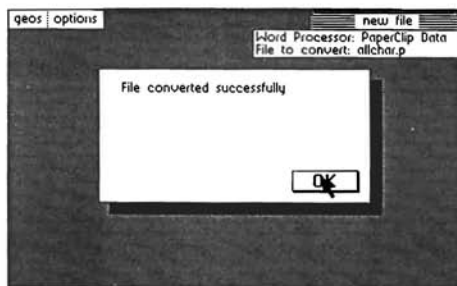 geos options
new file
Word Processor: PaperClip Data
File to convert: allchar.p
File converted successfully
OK